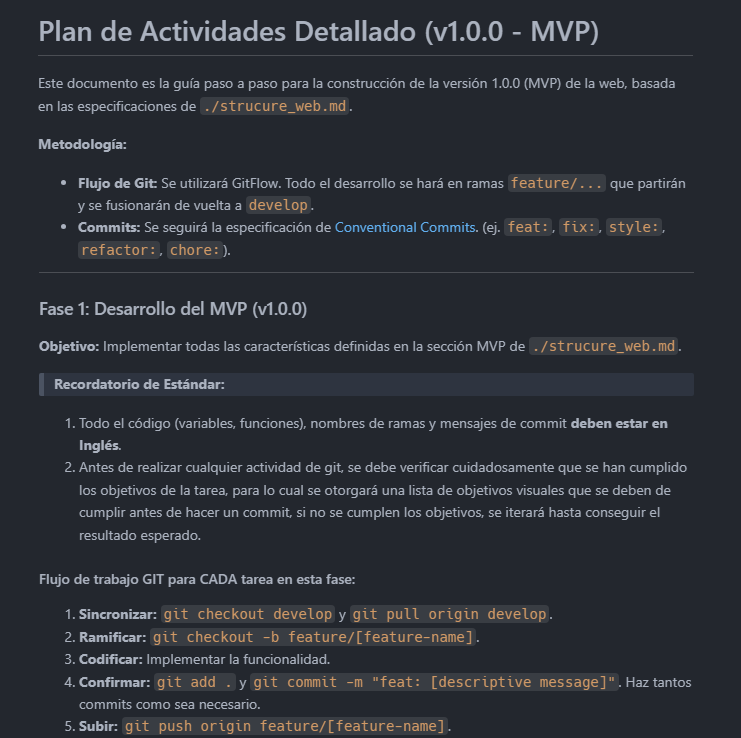 Plan de Actividades Detallado (v1.0.0 - MVP)
Este documento es la guía paso a paso para la construcción de la versión 1.0.0 (MVP) de la web, basada
en las especificaciones de ./strucure_web.md.
Metodología:
• Flujo de Git: Se utilizará GitFlow. Todo el desarrollo se hará en ramas feature/... que partirán
y se fusionarán de vuelta a develop.
• Commits: Se seguirá la especificación de Conventional Commits. (ej. feat:, fix:, style:,
refactor:, chore:).
Fase 1: Desarrollo del MVP (v1.0.0)
Objetivo: Implementar todas las características definidas en la sección MVP de ./strucure_web.md.
Recordatorio de Estándar:
1. Todo el código (variables, funciones), nombres de ramas y mensajes de commit deben estar en
Inglés.
2. Antes de realizar cualquier actividad de git, se debe verificar cuidadosamente que se han cumplido
los objetivos de la tarea, para lo cual se otorgará una lista de objetivos visuales que se deben de
cumplir antes de hacer un commit, si no se cumplen los objetivos, se iterará hasta conseguir el
resultado esperado.
Flujo de trabajo GIT para CADA tarea en esta fase:
1. Sincronizar: git checkout develop y git pull origin develop.
2. Ramificar: git checkout -b feature/[feature-name].
3. Codificar: Implementar la funcionalidad.
4. Confirmar: git add . y git commit -m "feat: [descriptive message]". Haz tantos
commits como sea necesario.
5. Subir: git push origin feature/[feature-name].